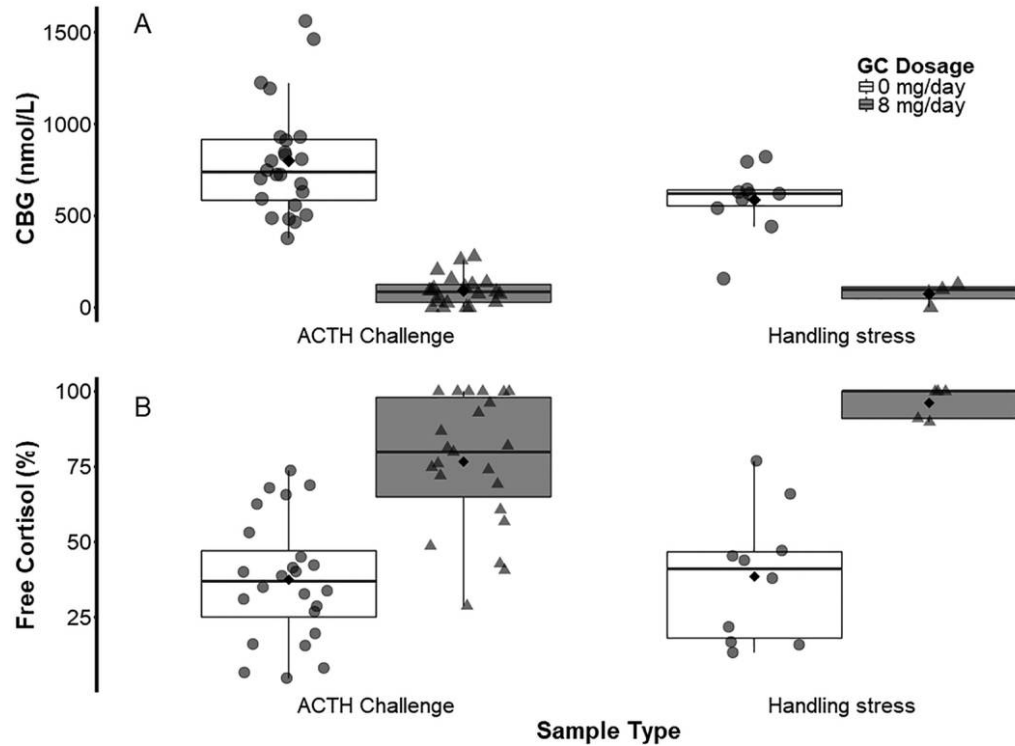 A
CBG (nmol/L)
1500
1000
500
0
GC Dosage
0 mg/day
8 mg/day
ACTH Challenge
Handling stress
B
Free Cortisol (%)
100
75
50
25
ACTH Challenge
Handling stress
Sample Type